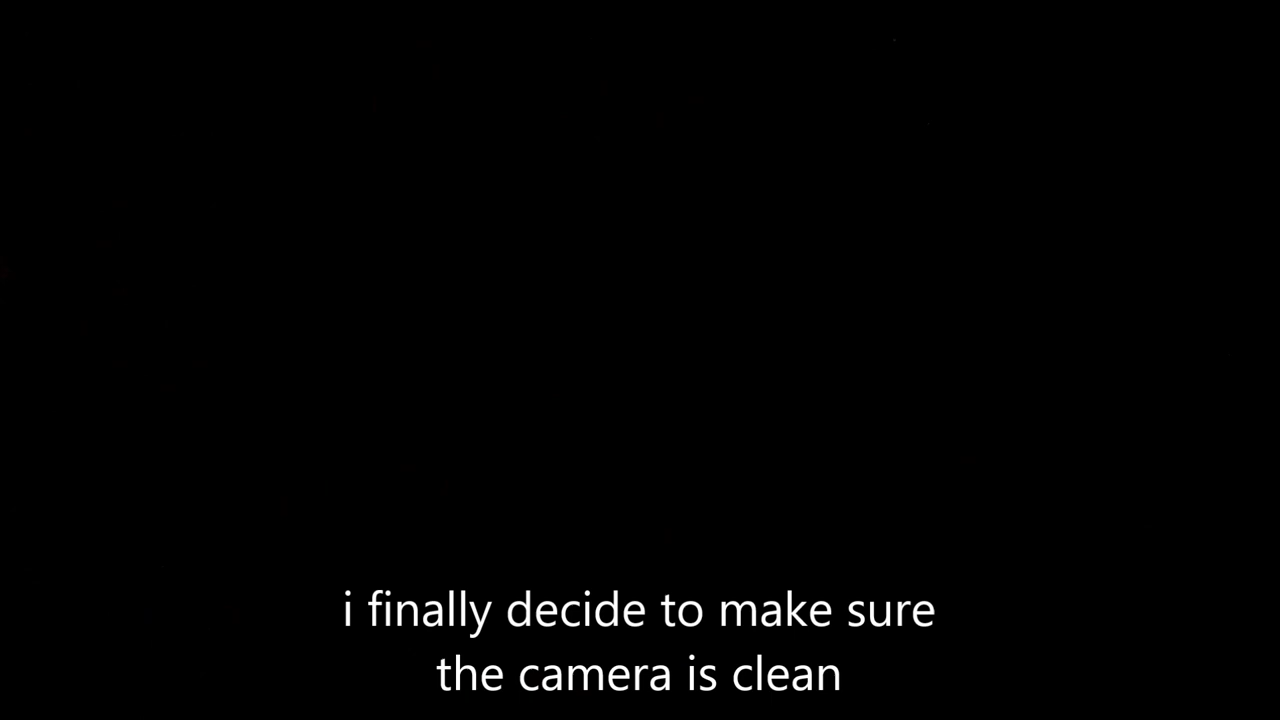 i finally decide to make sure
the camera is clean